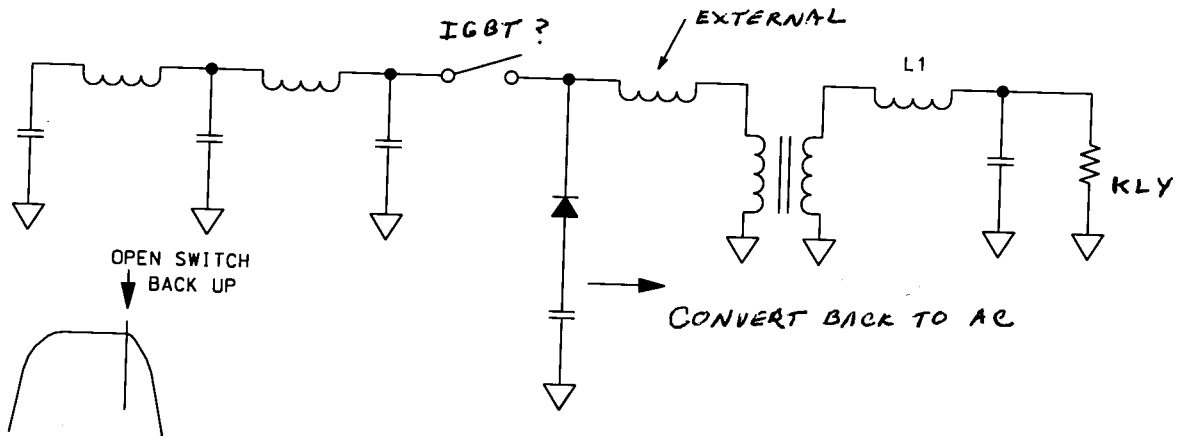 IGBT ?
EXTERNAL
L1
KLY
OPEN SWITCH
BACK UP
CONVERT BACK TO AC